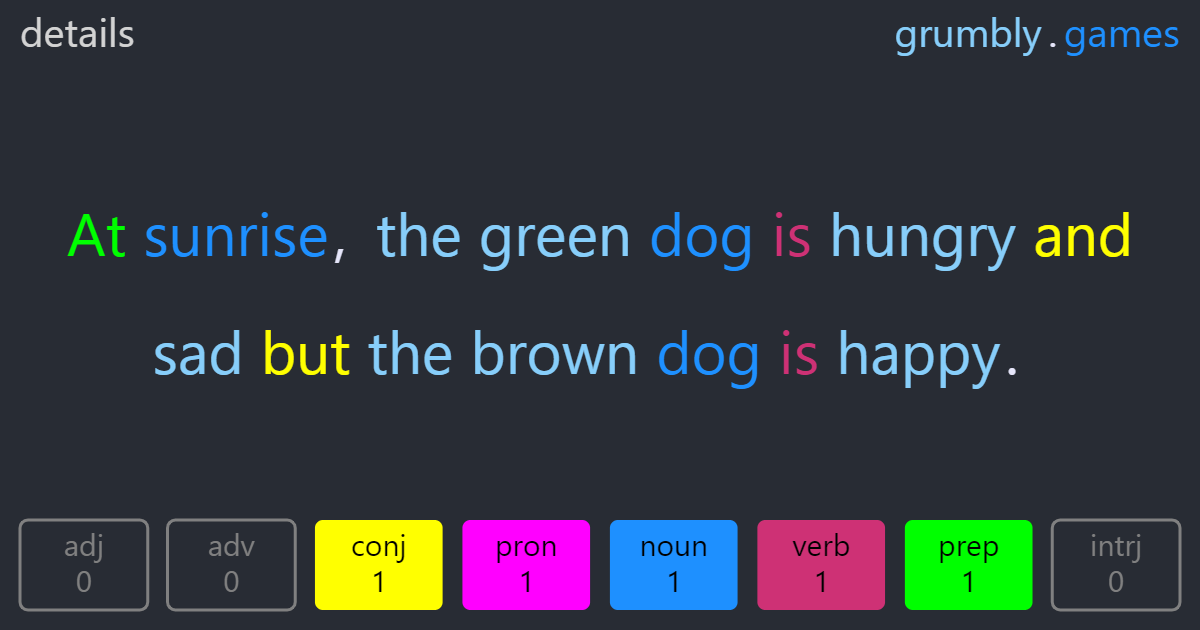 details
grumbly.games
At sunrise, the green dog is hungry and
sad but the brown dog is happy.
adj adv conj pron noun verb prep intrj
0 0 1 1 1 1 1 0